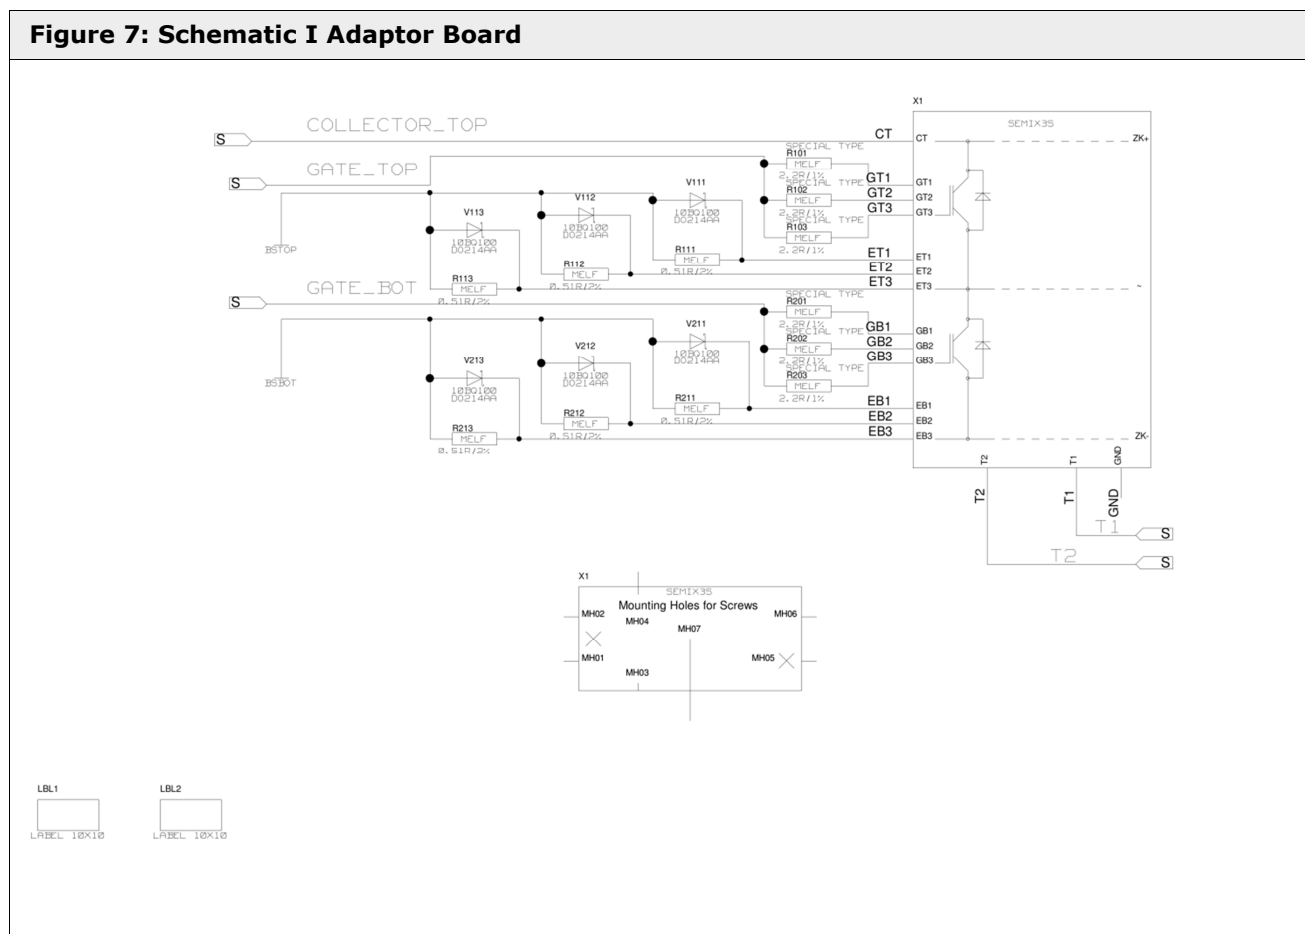 Figure 7: Schematic I Adaptor Board
X1
SEMIX3S
S
COLLECTOR_TOP
CT
CT
ZK+
SPECIAL TYPE
R101
MELF
2.2R/1%
S
GATE_TOP
GT1
GT1
SPECIAL TYPE
R102
MELF
2.2R/1%
GT2
GT2
SPECIAL TYPE
R103
MELF
2.2R/1%
GT3
GT3
V111
10BQ100
DO214AA
V112
10BQ100
DO214AA
V113
10BQ100
DO214AA
BSTOP
R111
MELF
0.51R/2%
ET1
ET1
R112
MELF
0.51R/2%
ET2
ET2
R113
MELF
0.51R/2%
ET3
ET3
~
S
GATE_BOT
SPECIAL TYPE
R201
MELF
2.2R/1%
GB1
GB1
SPECIAL TYPE
R202
MELF
2.2R/1%
GB2
GB2
SPECIAL TYPE
R203
MELF
2.2R/1%
GB3
GB3
V211
10BQ100
DO214AA
V212
10BQ100
DO214AA
V213
10BQ100
DO214AA
BSBOT
R211
MELF
0.51R/2%
EB1
EB1
R212
MELF
0.51R/2%
EB2
EB2
R213
MELF
0.51R/2%
EB3
EB3
ZK-
T2
T1
GND
T2
T1
GND
T1
S
T2
S
X1
SEMIX3S
Mounting Holes for Screws
MH02
MH04
MH07
MH06
MH01
MH03
MH05
LBL1
LABEL 10X10
LBL2
LABEL 10X10